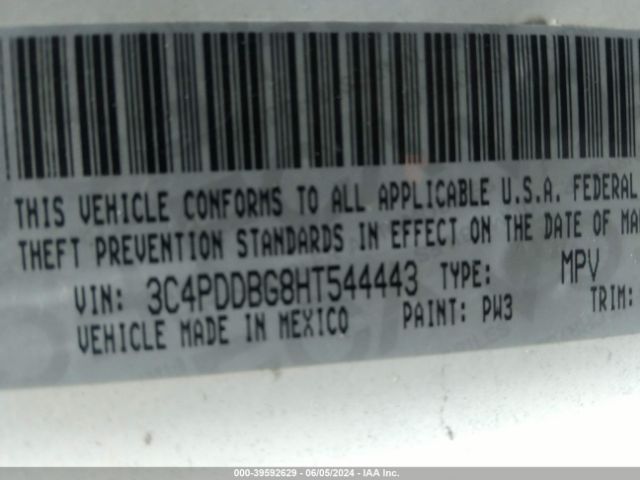 THIS VEHICLE CONFORMS TO ALL APPLICABLE U.S.A. FEDERAL
THEFT PREVENTION STANDARDS IN EFFECT ON THE DATE OF MA
VIN: 3C4PDDBG8HT544443 TYPE: MPV
VEHICLE MADE IN MEXICO PAINT: PW3 TRIM:
000-39592629 - 06/05/2024 - IAA Inc.